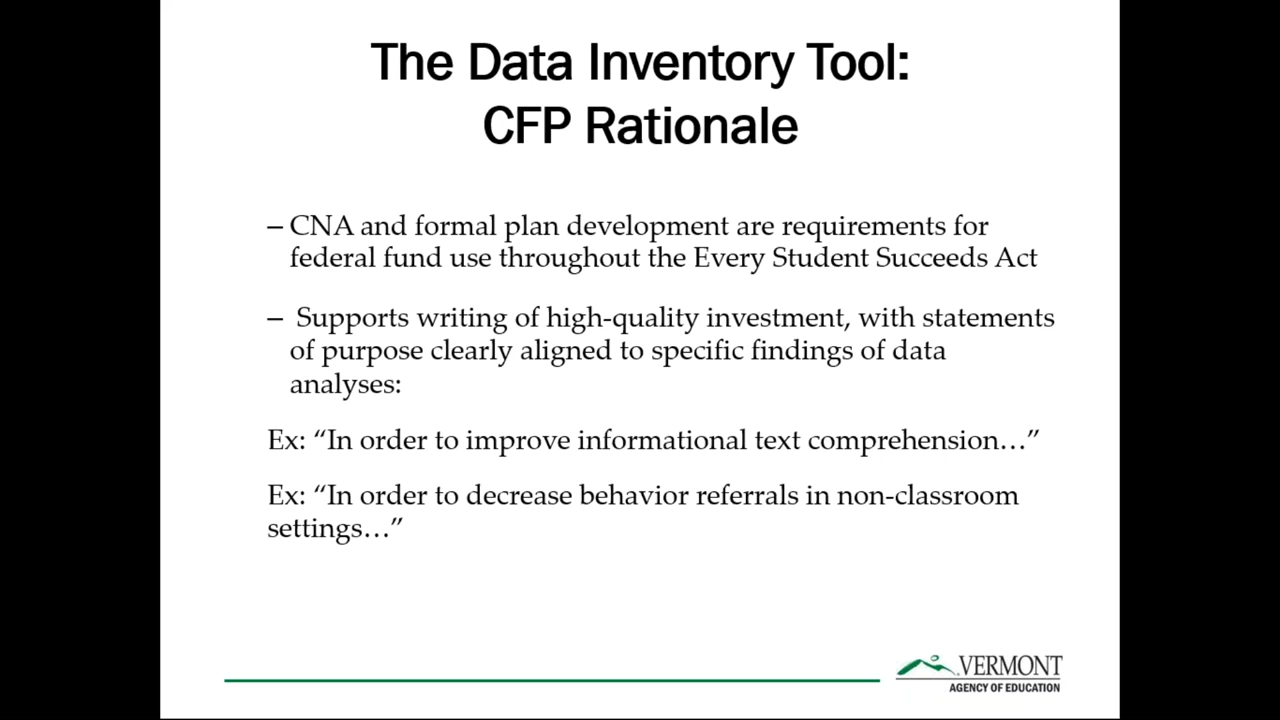 The Data Inventory Tool:
CFP Rationale
– CNA and formal plan development are requirements for
federal fund use throughout the Every Student Succeeds Act
– Supports writing of high-quality investment, with statements
of purpose clearly aligned to specific findings of data
analyses:
Ex: “In order to improve informational text comprehension…”
Ex: “In order to decrease behavior referrals in non-classroom
settings…”
VERMONT
AGENCY OF EDUCATION